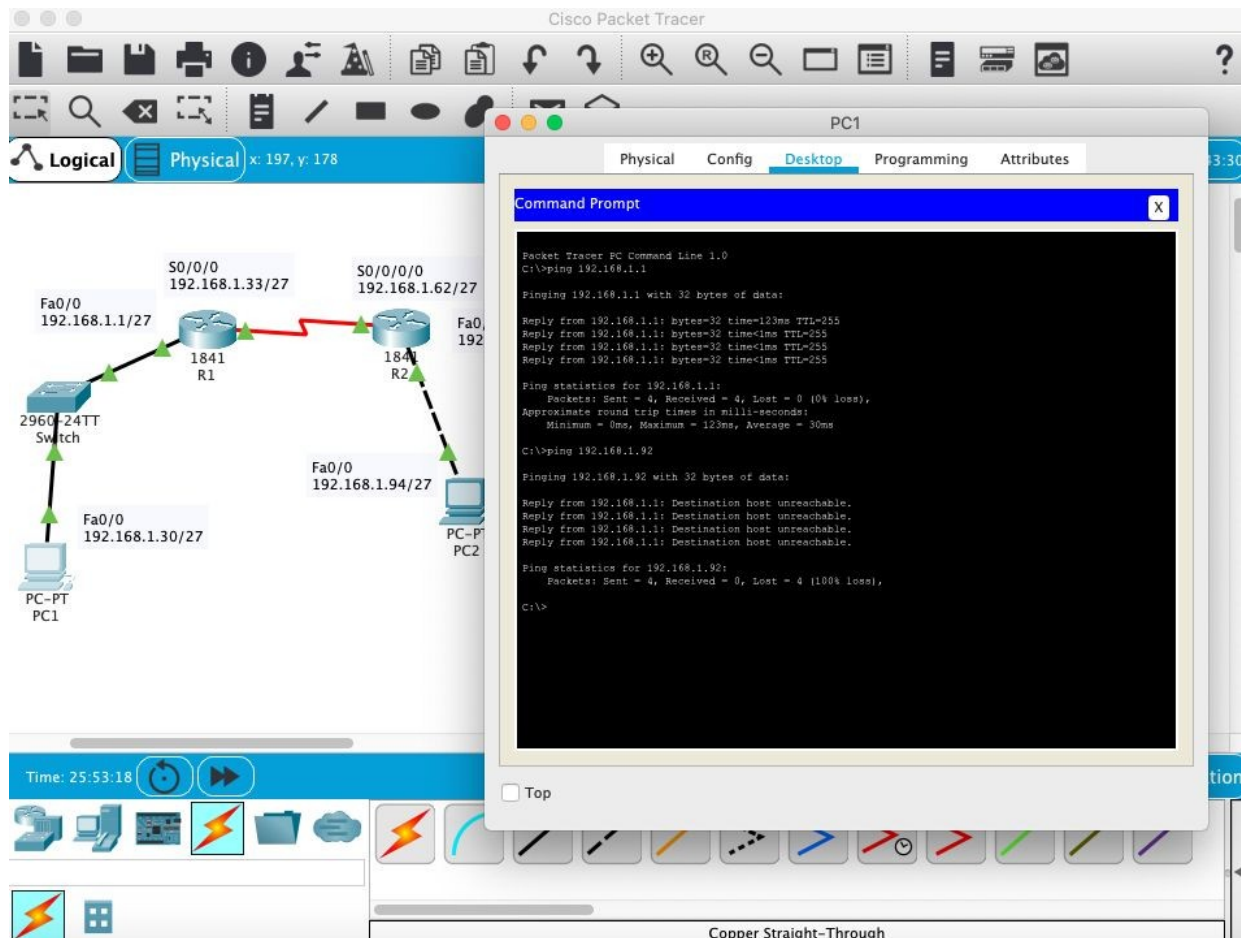 Cisco Packet Tracer
?
Logical
Physical
x: 197, y: 178
S0/0/0
192.168.1.33/27
S0/0/0/0
192.168.1.62/27
Fa0/0
192.168.1.1/27
Fa0/
192
1841
R1
1841
R2
2960-24TT
Switch
Fa0/0
192.168.1.94/27
Fa0/0
192.168.1.30/27
PC-PT
PC2
PC-PT
PC1
PC1
Physical Config Desktop Programming Attributes
43:30
Command Prompt
X
Packet Tracer PC Command Line 1.0
C:\>ping 192.168.1.1
Pinging 192.168.1.1 with 32 bytes of data:
Reply from 192.168.1.1: bytes=32 time=123ms TTL=255
Reply from 192.168.1.1: bytes=32 time<1ms TTL=255
Reply from 192.168.1.1: bytes=32 time<1ms TTL=255
Reply from 192.168.1.1: bytes=32 time<1ms TTL=255
Ping statistics for 192.168.1.1:
Packets: Sent = 4, Received = 4, Lost = 0 (0% loss),
Approximate round trip times in milli-seconds:
Minimum = 0ms, Maximum = 123ms, Average = 30ms
C:\>ping 192.168.1.92
Pinging 192.168.1.92 with 32 bytes of data:
Reply from 192.168.1.1: Destination host unreachable.
Reply from 192.168.1.1: Destination host unreachable.
Reply from 192.168.1.1: Destination host unreachable.
Reply from 192.168.1.1: Destination host unreachable.
Ping statistics for 192.168.1.92:
Packets: Sent = 4, Received = 0, Lost = 4 (100% loss),
C:\>
Top
Time: 25:53:18
tion
Copper Straight-Through